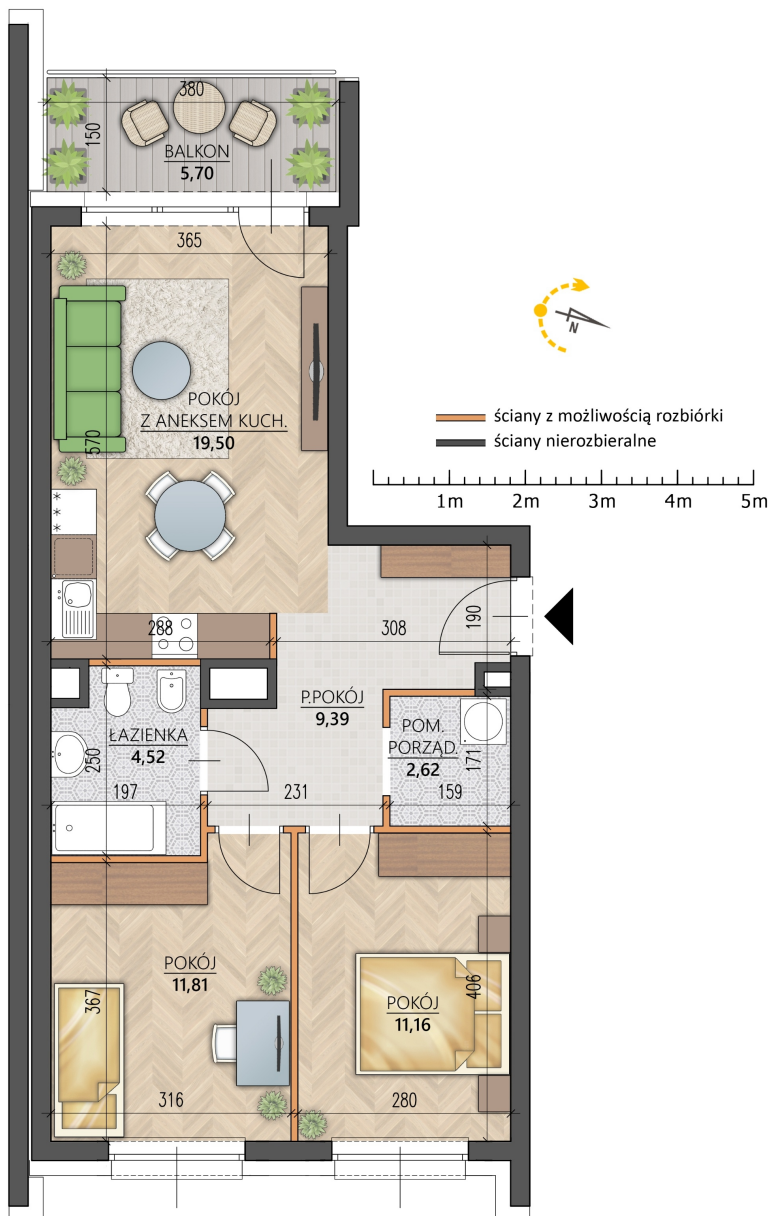 380
150
BALKON
5,70
365
POKÓJ
Z ANEKSEM KUCH.
19,50
570
N
ściany z możliwością rozbiórki
ściany nierozbieralne
1m 2m 3m 4m 5m
288
308
190
P.POKÓJ
9,39
ŁAZIENKA
4,52
250
197
231
POM.
PORZĄD.
2,62
171
159
POKÓJ
11,81
367
316
POKÓJ
11,16
406
280